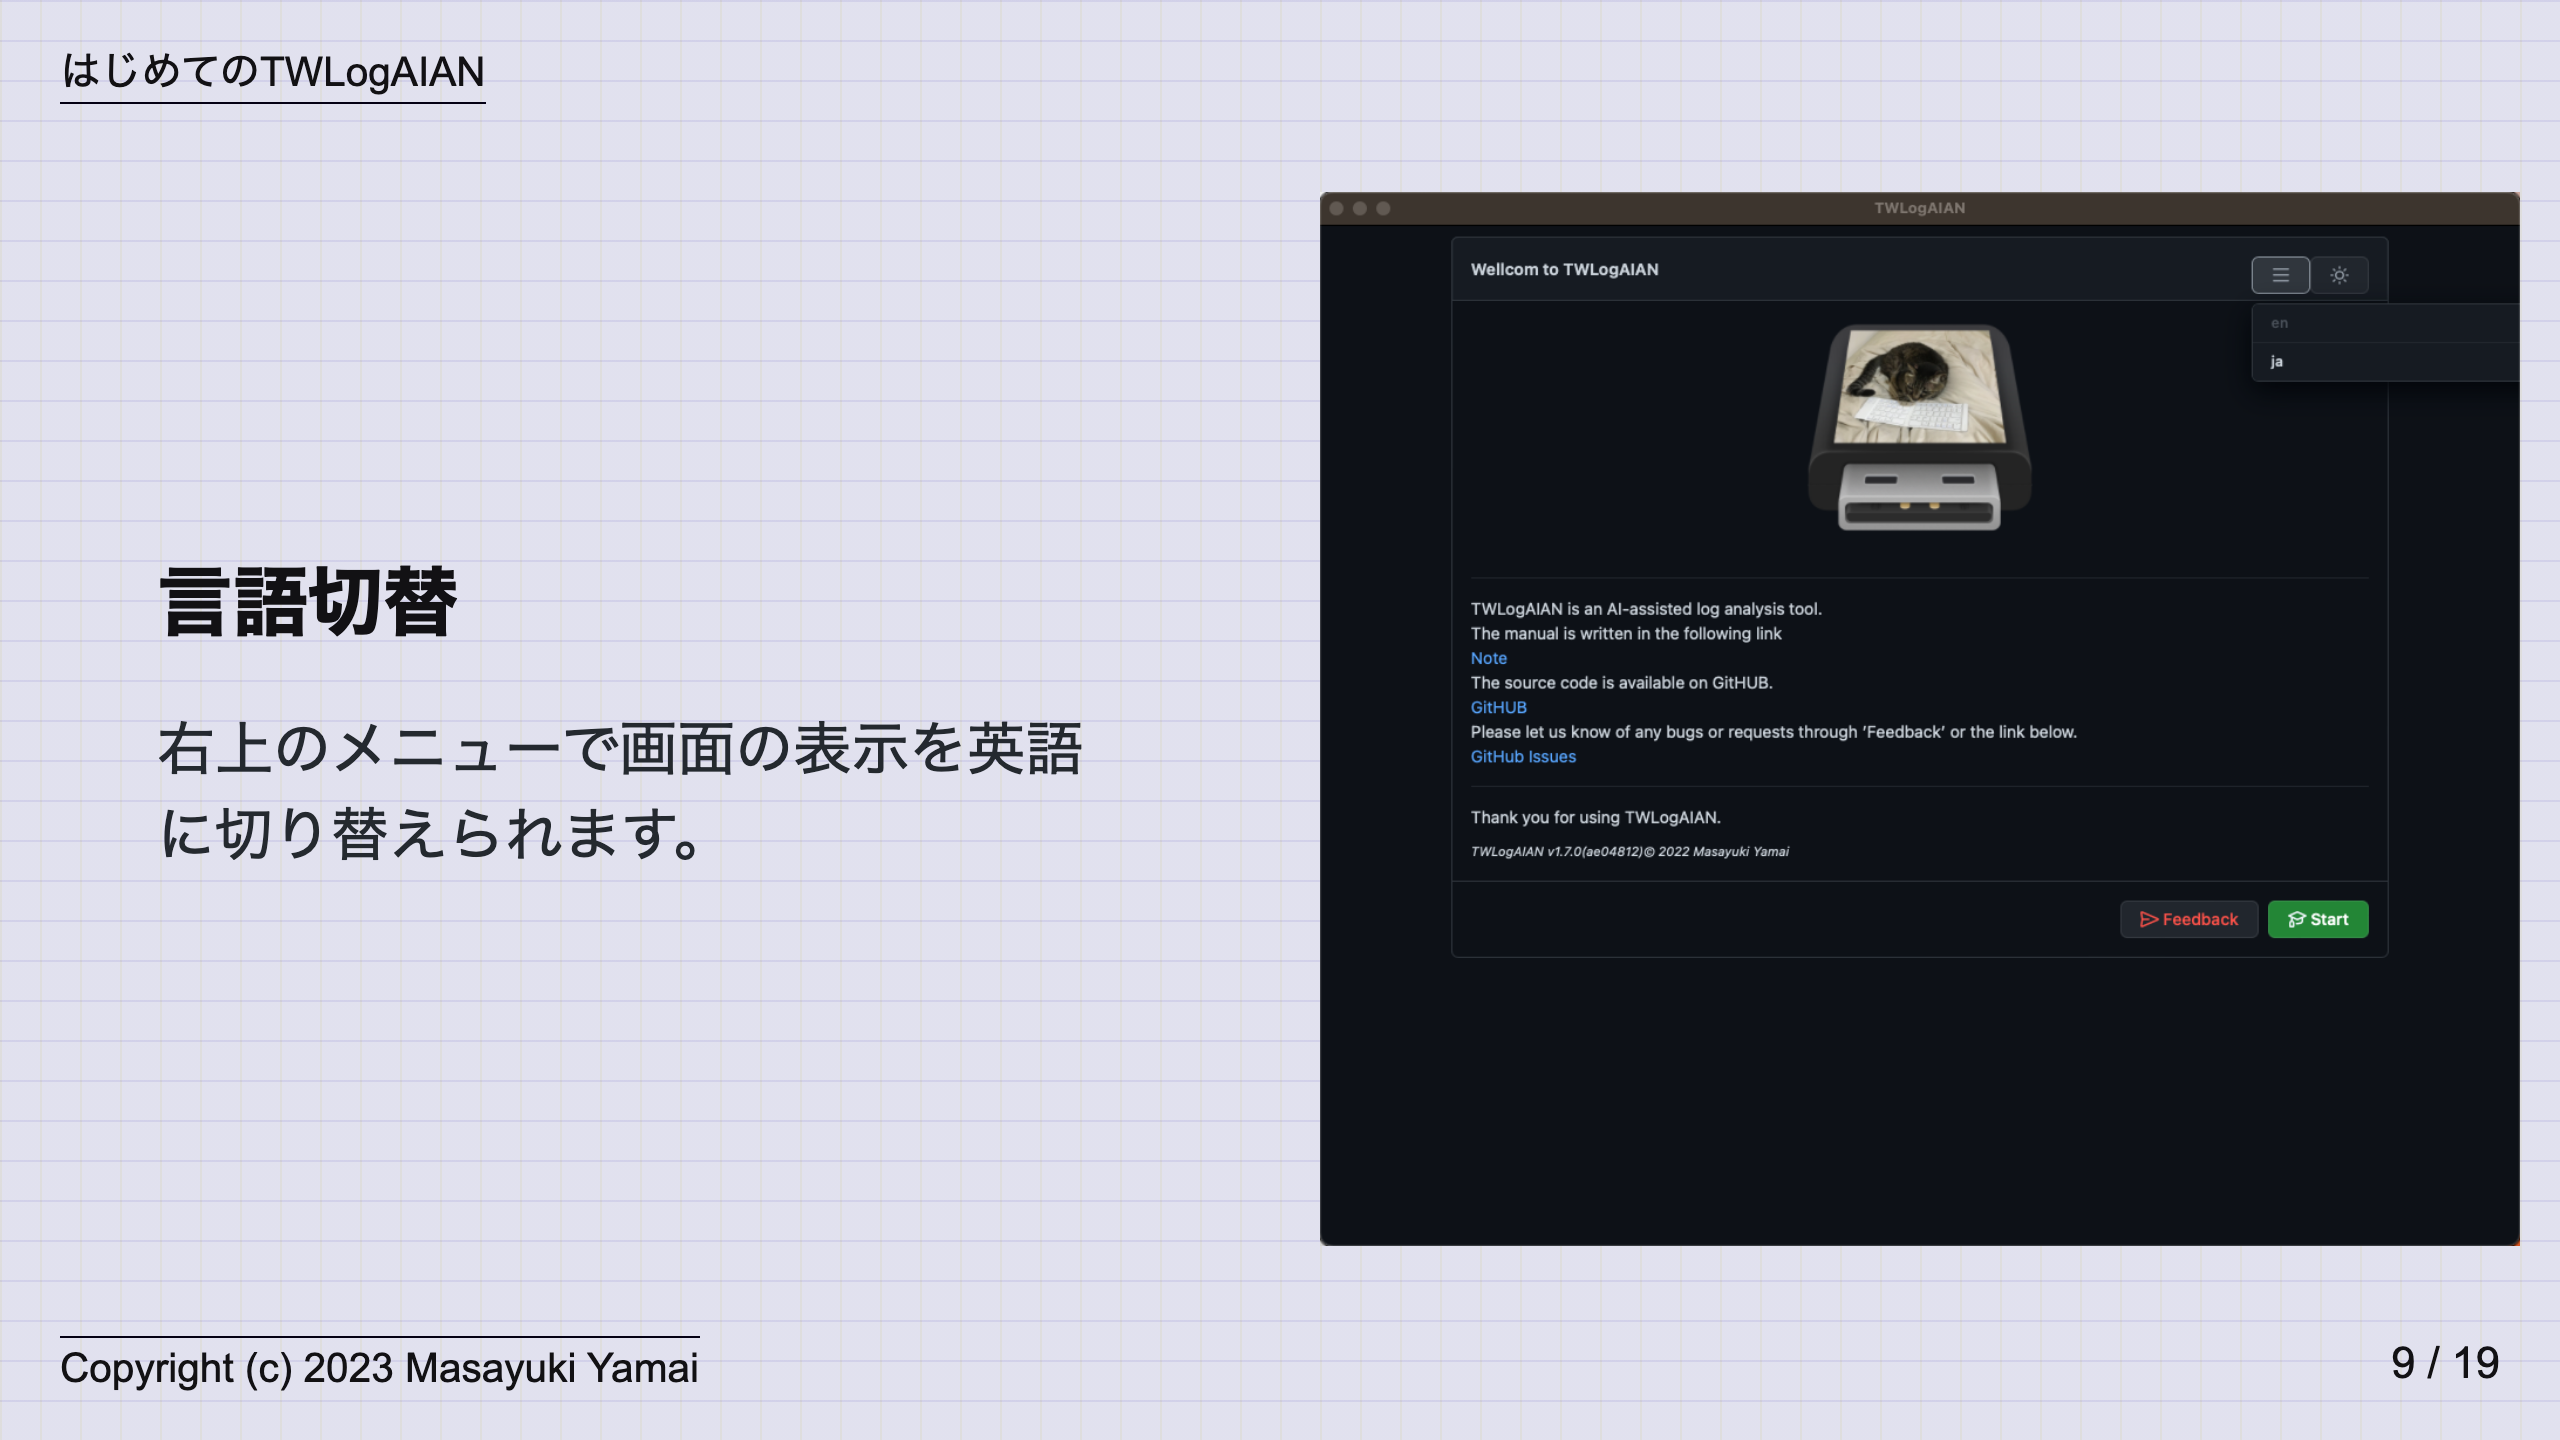 はじめてのTWLogAIAN
言語切替
右上のメニューで画面の表示を英語
に切り替えられます。
TWLogAIAN
Wellcom to TWLogAIAN
en
ja
TWLogAIAN is an AI-assisted log analysis tool.
The manual is written in the following link
Note
The source code is available on GitHUB.
GitHUB
Please let us know of any bugs or requests through ‘Feedback’ or the link below.
GitHub Issues
Thank you for using TWLogAIAN.
TWLogAIAN v1.7.0(ae04812)© 2022 Masayuki Yamai
Feedback
Start
Copyright (c) 2023 Masayuki Yamai
9 / 19